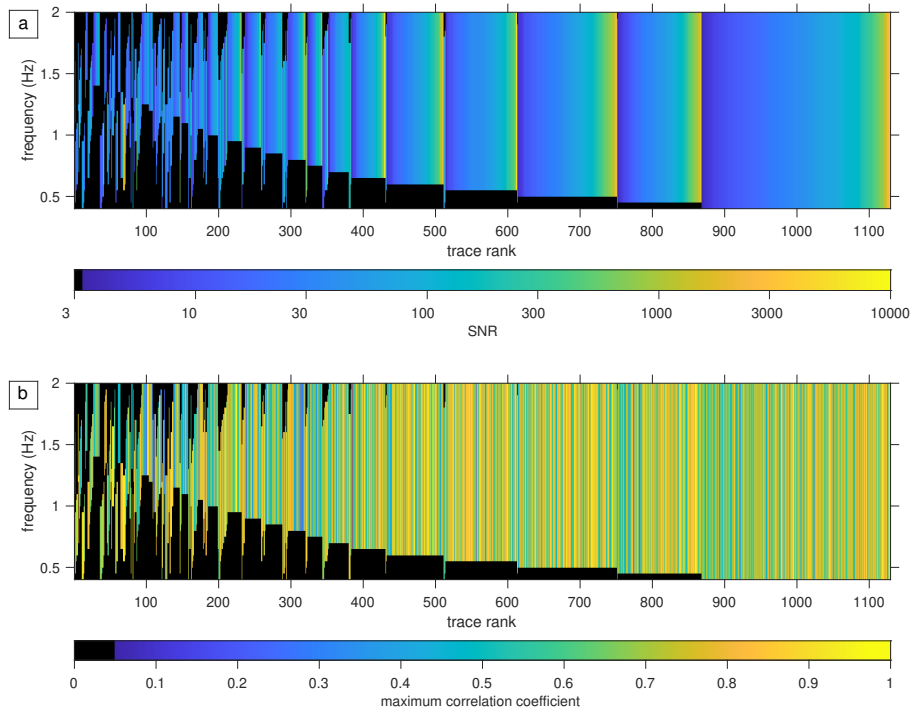 a
2
1.5
1
0.5
frequency (Hz)
100 200 300 400 500 600 700 800 900 1000 1100
trace rank
3 10 30 100 300 1000 3000 10000
SNR
b
2
1.5
1
0.5
frequency (Hz)
100 200 300 400 500 600 700 800 900 1000 1100
trace rank
0 0.1 0.2 0.3 0.4 0.5 0.6 0.7 0.8 0.9 1
maximum correlation coefficient